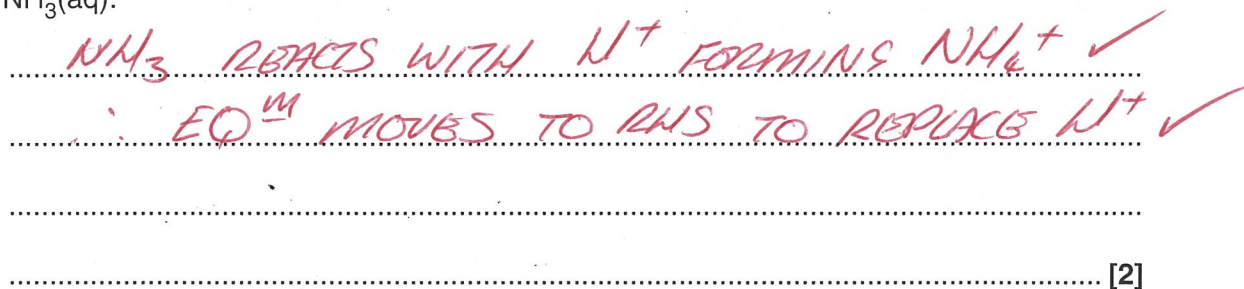 NH₃(aq).
NH₃ REACTS WITH H⁺ FORMING NH₄⁺ ✓
∴ EQᵐ MOVES TO RHS TO REPLACE H⁺ ✓
[2]